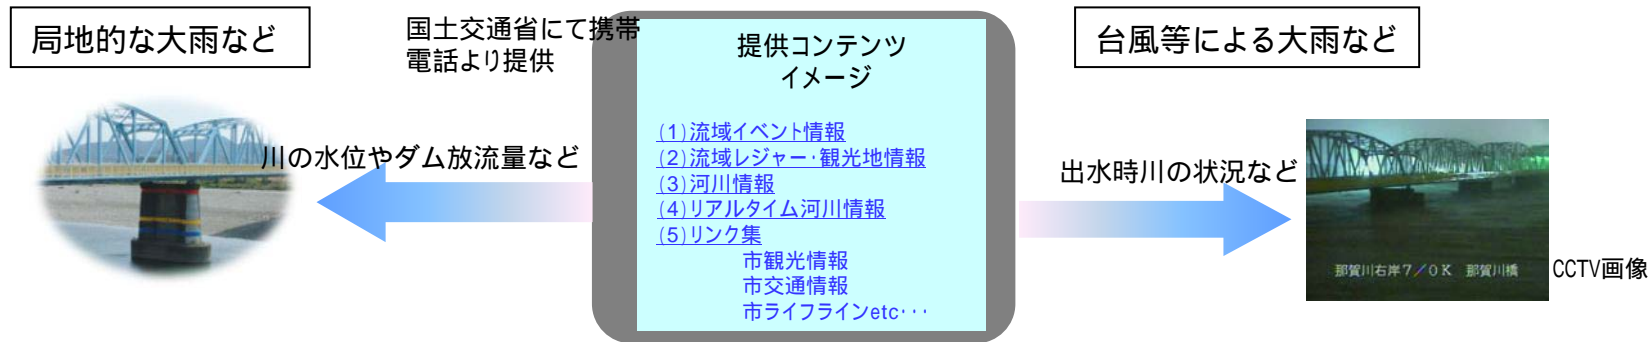 局地的な大雨など
国土交通省にて携帯
電話より提供
川の水位やダム放流量など
提供コンテンツ
イメージ
(1)流域イベント情報
(2)流域レジャー・観光地情報
(3)河川情報
(4)リアルタイム河川情報
(5)リンク集
市観光情報
市交通情報
市ライフラインetc･･･
台風等による大雨など
出水時川の状況など
那賀川右岸7/0K 那賀川橋
CCTV画像